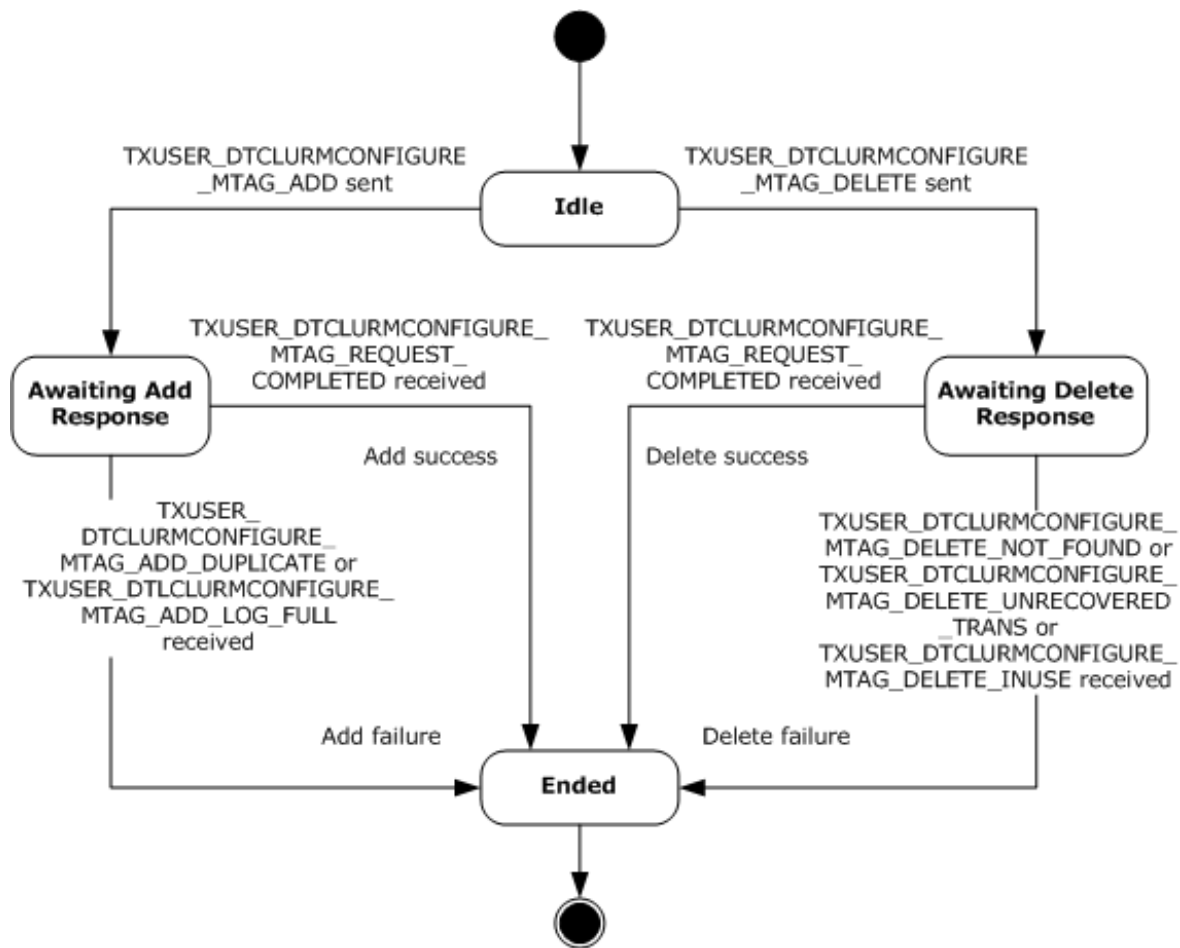 TXUSER_DTCLURMCONFIGURE
_MTAG_ADD sent
TXUSER_DTCLURMCONFIGURE
_MTAG_DELETE sent
Idle
TXUSER_DTCLURMCONFIGURE_
MTAG_REQUEST_
COMPLETED received
TXUSER_DTCLURMCONFIGURE_
MTAG_REQUEST_
COMPLETED received
Awaiting Add
Response
Awaiting Delete
Response
Add success
Delete success
TXUSER_
DTCLURMCONFIGURE_
MTAG_ADD_DUPLICATE or
TXUSER_DTLCLURMCONFIGURE_
MTAG_ADD_LOG_FULL
received
TXUSER_DTCLURMCONFIGURE_
MTAG_DELETE_NOT_FOUND or
TXUSER_DTCLURMCONFIGURE_
MTAG_DELETE_UNRECOVERED
_TRANS or
TXUSER_DTCLURMCONFIGURE_
MTAG_DELETE_INUSE received
Add failure
Delete failure
Ended